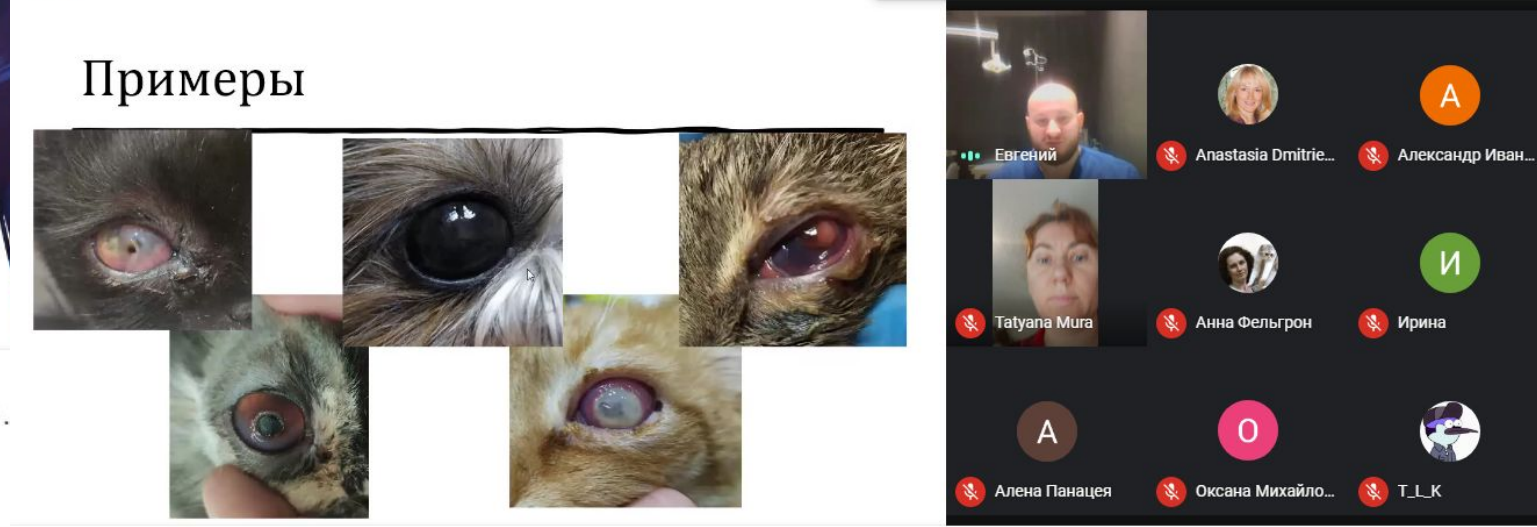 Примеры
Евгений
Anastasia Dmitrie...
А
Александр Иван...
Tatyana Mura
Анна Фельгрон
И
Ирина
А
Алена Панацея
О
Оксана Михайло...
T_L_K